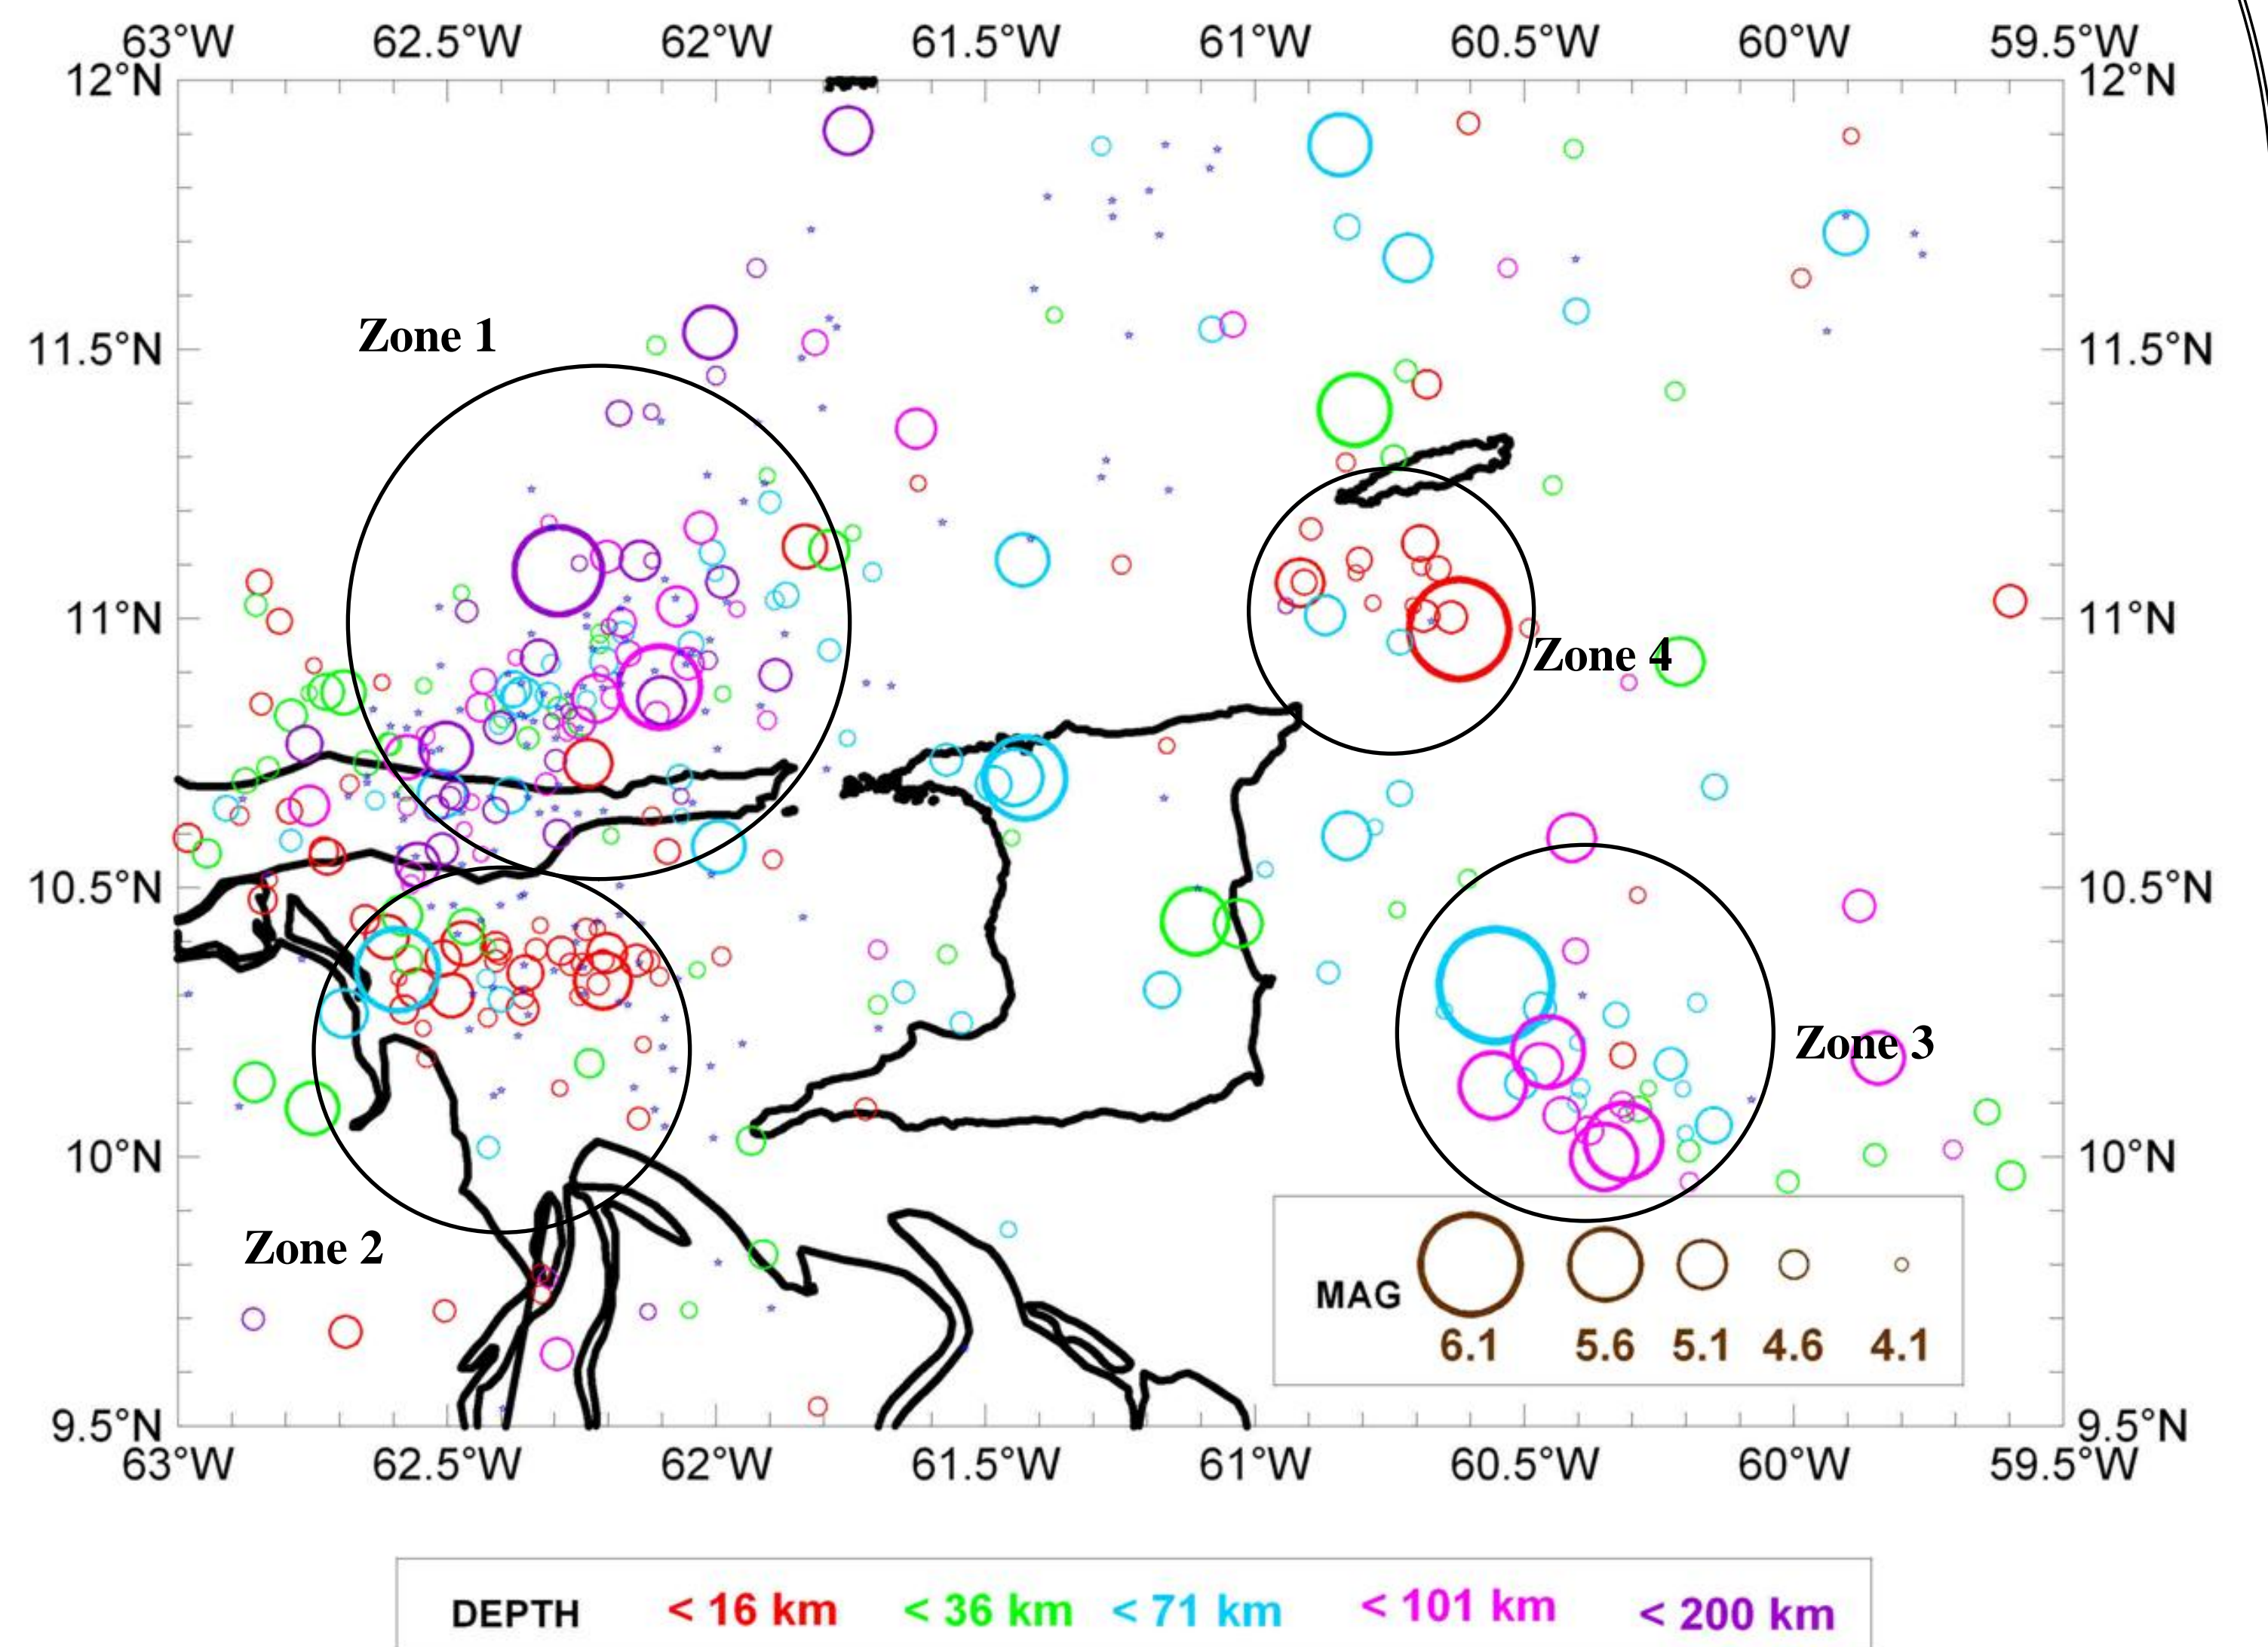 63°W 62.5°W 62°W 61.5°W 61°W 60.5°W 60°W 59.5°W
12°N 12°N
Zone 1
11.5°N 11.5°N
11°N 11°N
Zone 4
10.5°N 10.5°N
Zone 3
10°N 10°N
Zone 2
MAG
6.1 5.6 5.1 4.6 4.1
9.5°N 9.5°N
63°W 62.5°W 62°W 61.5°W 61°W 60.5°W 60°W 59.5°W
DEPTH < 16 km < 36 km < 71 km < 101 km < 200 km